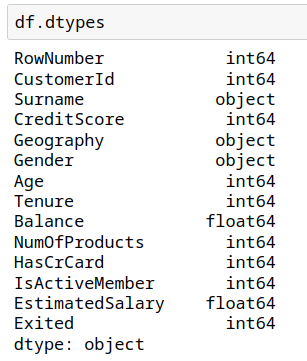 df.dtypes
RowNumber int64
CustomerId int64
Surname object
CreditScore int64
Geography object
Gender object
Age int64
Tenure int64
Balance float64
NumOfProducts int64
HasCrCard int64
IsActiveMember int64
EstimatedSalary float64
Exited int64
dtype: object